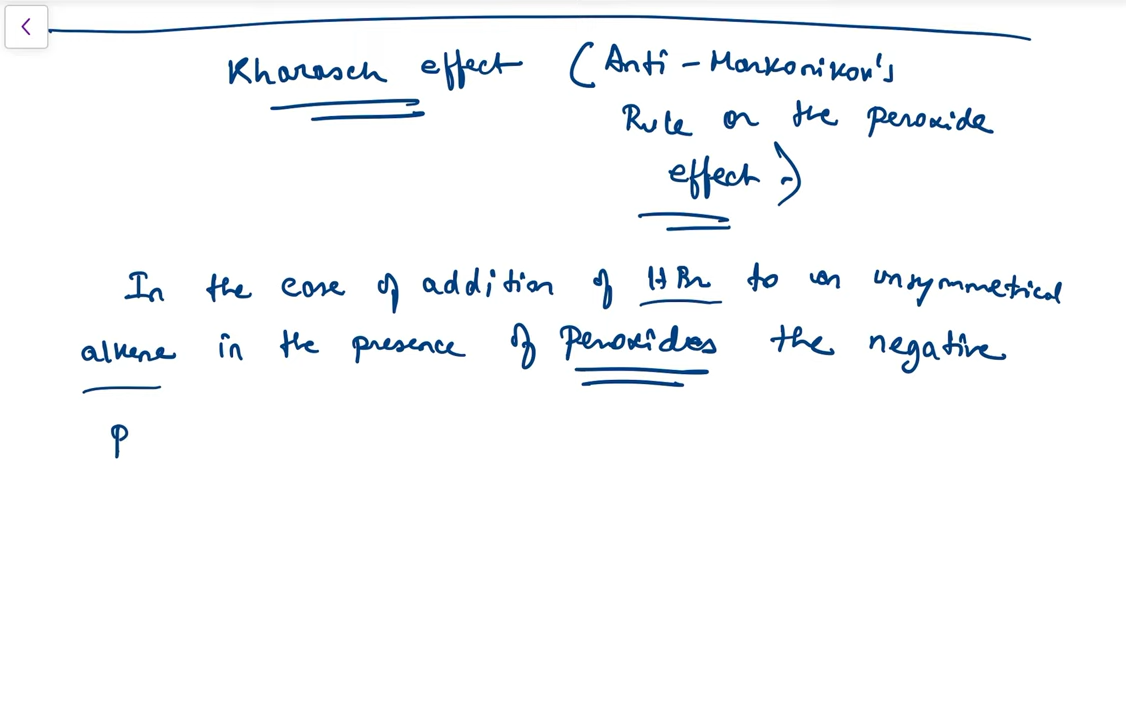 Kharasch effect (Anti-Markonikov's
Rule or the peroxide
effect :-)
In the case of addition of HBr to an unsymmetrical
alkene in the presence of Peroxides the negative
P